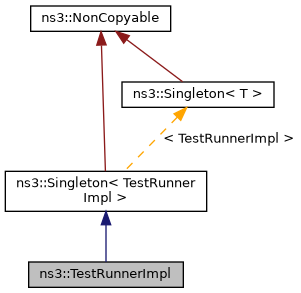 ns3::NonCopyable
ns3::Singleton< T >
< TestRunnerImpl >
ns3::Singleton< TestRunner
Impl >
ns3::TestRunnerImpl